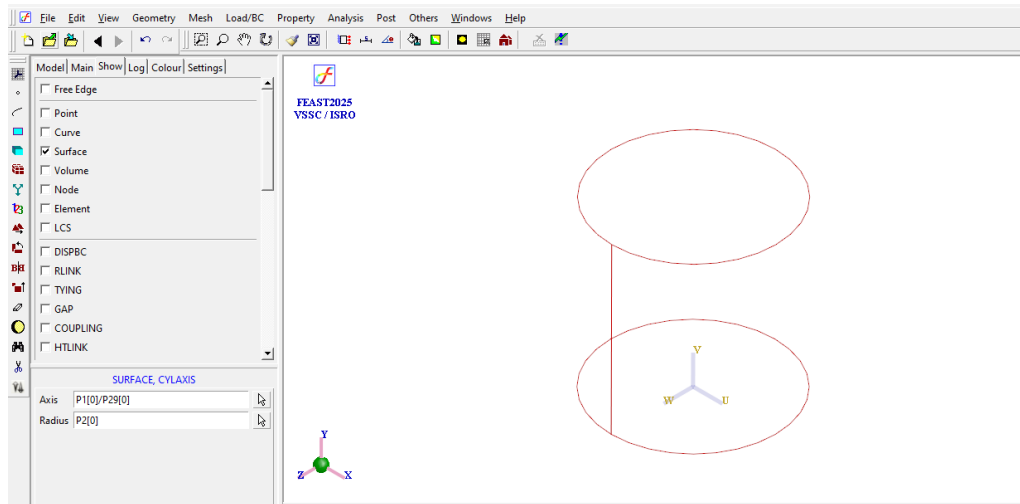 File Edit View Geometry Mesh Load/BC Property Analysis Post Others Windows Help
Model Main Show Log Colour Settings
Free Edge
Point
Curve
Surface
Volume
Node
Element
LCS
DISPBC
RLINK
TYING
GAP
COUPLING
HTLINK
SURFACE, CYLAXIS
Axis P1[0]/P29[0]
Radius P2[0]
FEAST2025
VSSC / ISRO
V
W U
Y
Z X